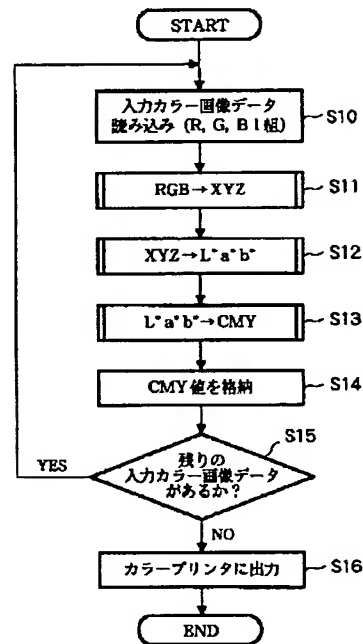 START
入力カラー画像データ
読み込み (R, G, B 1組)
S10
RGB→XYZ
S11
XYZ→L*a*b*
S12
L*a*b*→CMY
S13
CMY値を格納
S14
S15
残りの
入力カラー画像データ
があるか?
YES
NO
カラープリンタに出力
S16
END